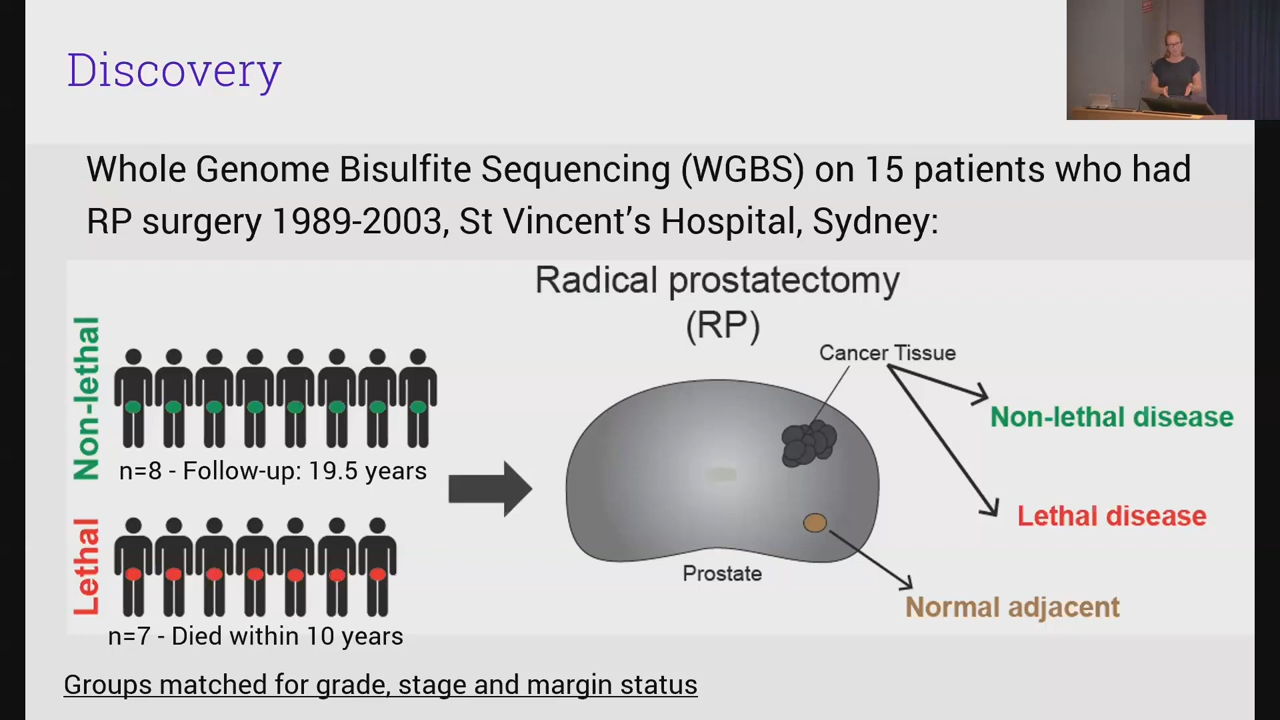 Discovery
Whole Genome Bisulfite Sequencing (WGBS) on 15 patients who had
RP surgery 1989-2003, St Vincent’s Hospital, Sydney:
Radical prostatectomy
(RP)
Non-lethal
n=8 - Follow-up: 19.5 years
Lethal
n=7 - Died within 10 years
Cancer Tissue
Non-lethal disease
Lethal disease
Normal adjacent
Prostate
Groups matched for grade, stage and margin status